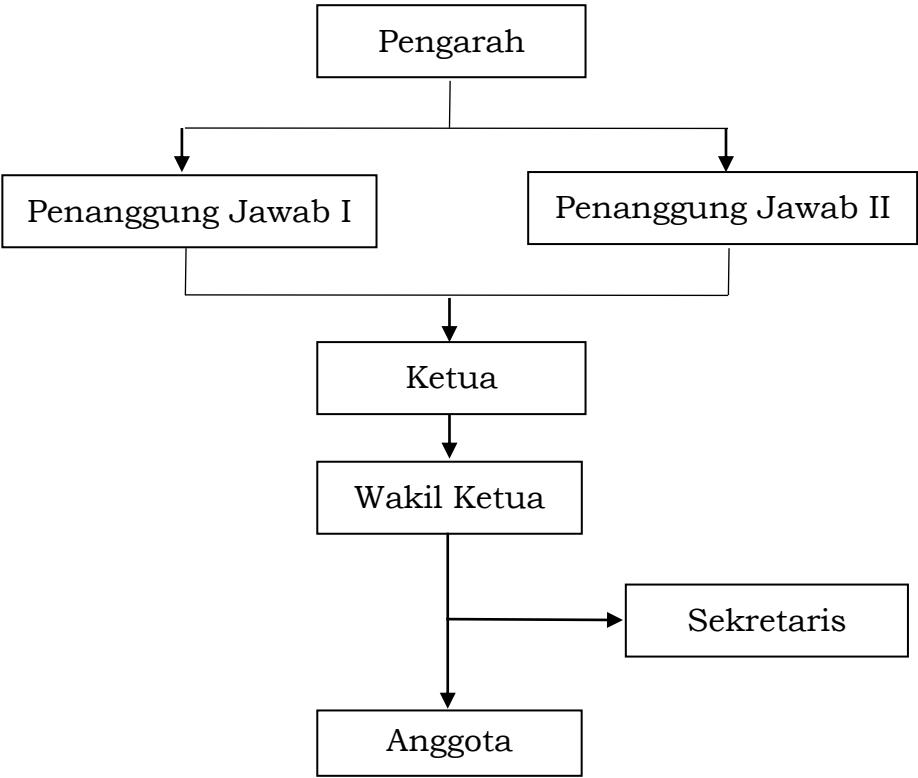 Pengarah
Penanggung Jawab I
Penanggung Jawab II
Ketua
Wakil Ketua
Sekretaris
Anggota